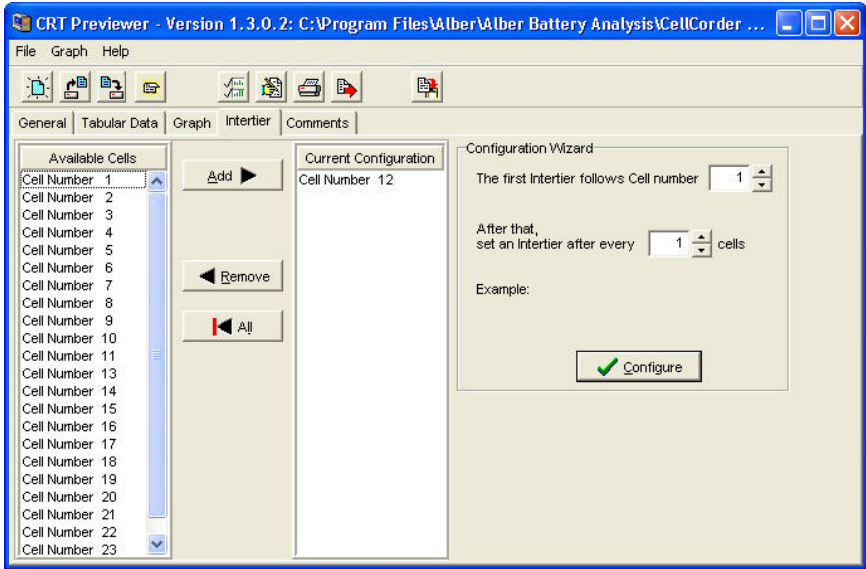 CRT Previewer - Version 1.3.0.2: C:\Program Files\Alber\Alber Battery Analysis\CellCorder ...
File Graph Help
General Tabular Data Graph Intertier Comments
Available Cells
Cell Number 1
Cell Number 2
Cell Number 3
Cell Number 4
Cell Number 5
Cell Number 6
Cell Number 7
Cell Number 8
Cell Number 9
Cell Number 10
Cell Number 11
Cell Number 13
Cell Number 14
Cell Number 15
Cell Number 16
Cell Number 17
Cell Number 18
Cell Number 19
Cell Number 20
Cell Number 21
Cell Number 22
Cell Number 23
Add
Remove
All
Current Configuration
Cell Number 12
Configuration Wizard
The first Intertier follows Cell number 1
After that,
set an Intertier after every 1 cells
Example:
Configure